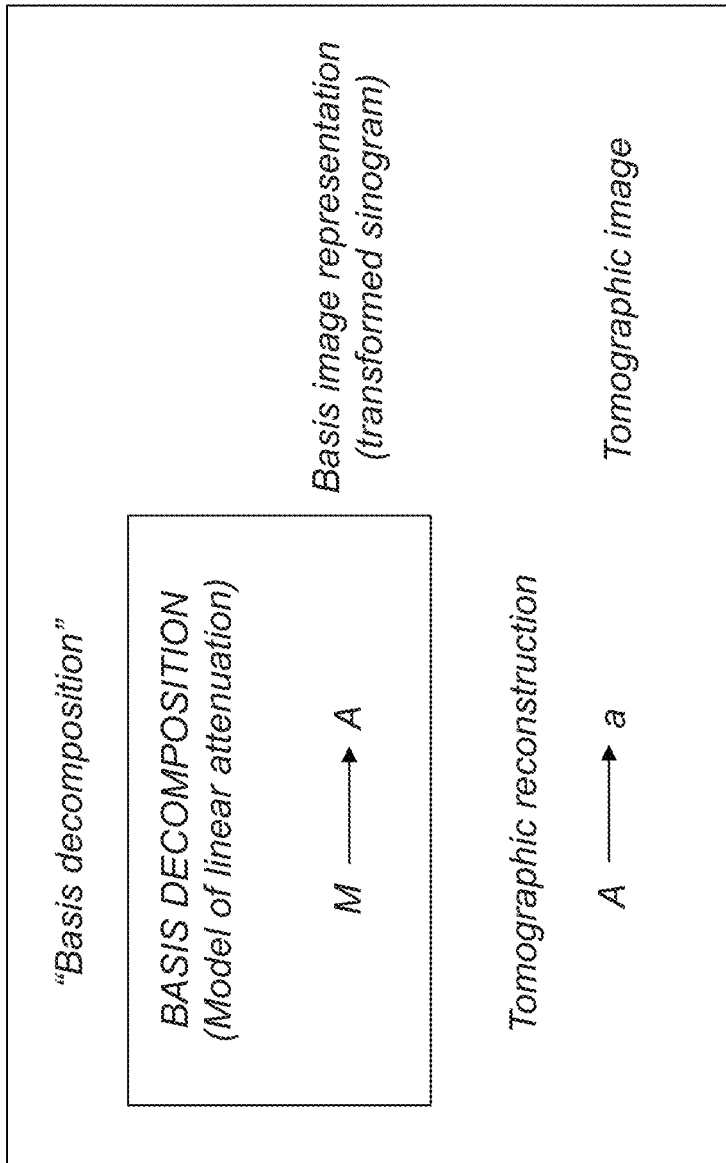 “Basis decomposition”
BASIS DECOMPOSITION
(Model of linear attenuation)
M → A
Basis image representation
(transformed sinogram)
Tomographic reconstruction
A → a
Tomographic image